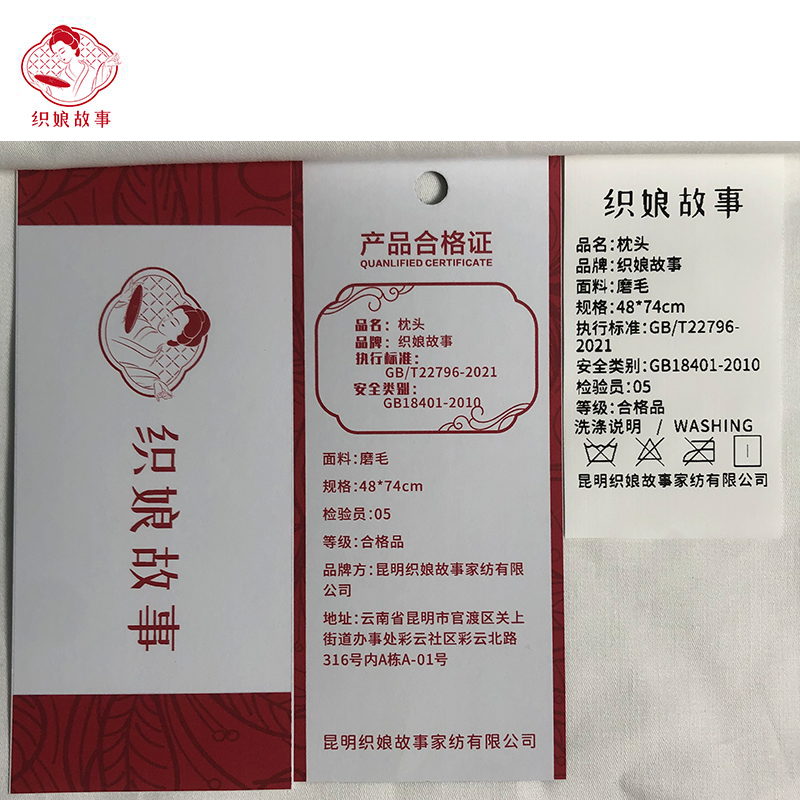 织娘故事
织娘故事
产品合格证
QUANLIFIED CERTIFICATE
品名：枕头
品牌：织娘故事
执行标准：
GB/T22796-2021
安全类别：
GB18401-2010
面料:磨毛
规格:48*74cm
检验员:05
等级:合格品
品牌方：昆明织娘故事家纺有限
公司
地址:云南省昆明市官渡区关上
街道办事处彩云社区彩云北路
316号内A栋A-01号
昆明织娘故事家纺有限公司
织娘故事
品名:枕头
品牌:织娘故事
面料:磨毛
规格:48*74cm
执行标准:GB/T22796-
2021
安全类别:GB18401-2010
检验员:05
等级:合格品
洗涤说明 / WASHING
昆明织娘故事家纺有限公司